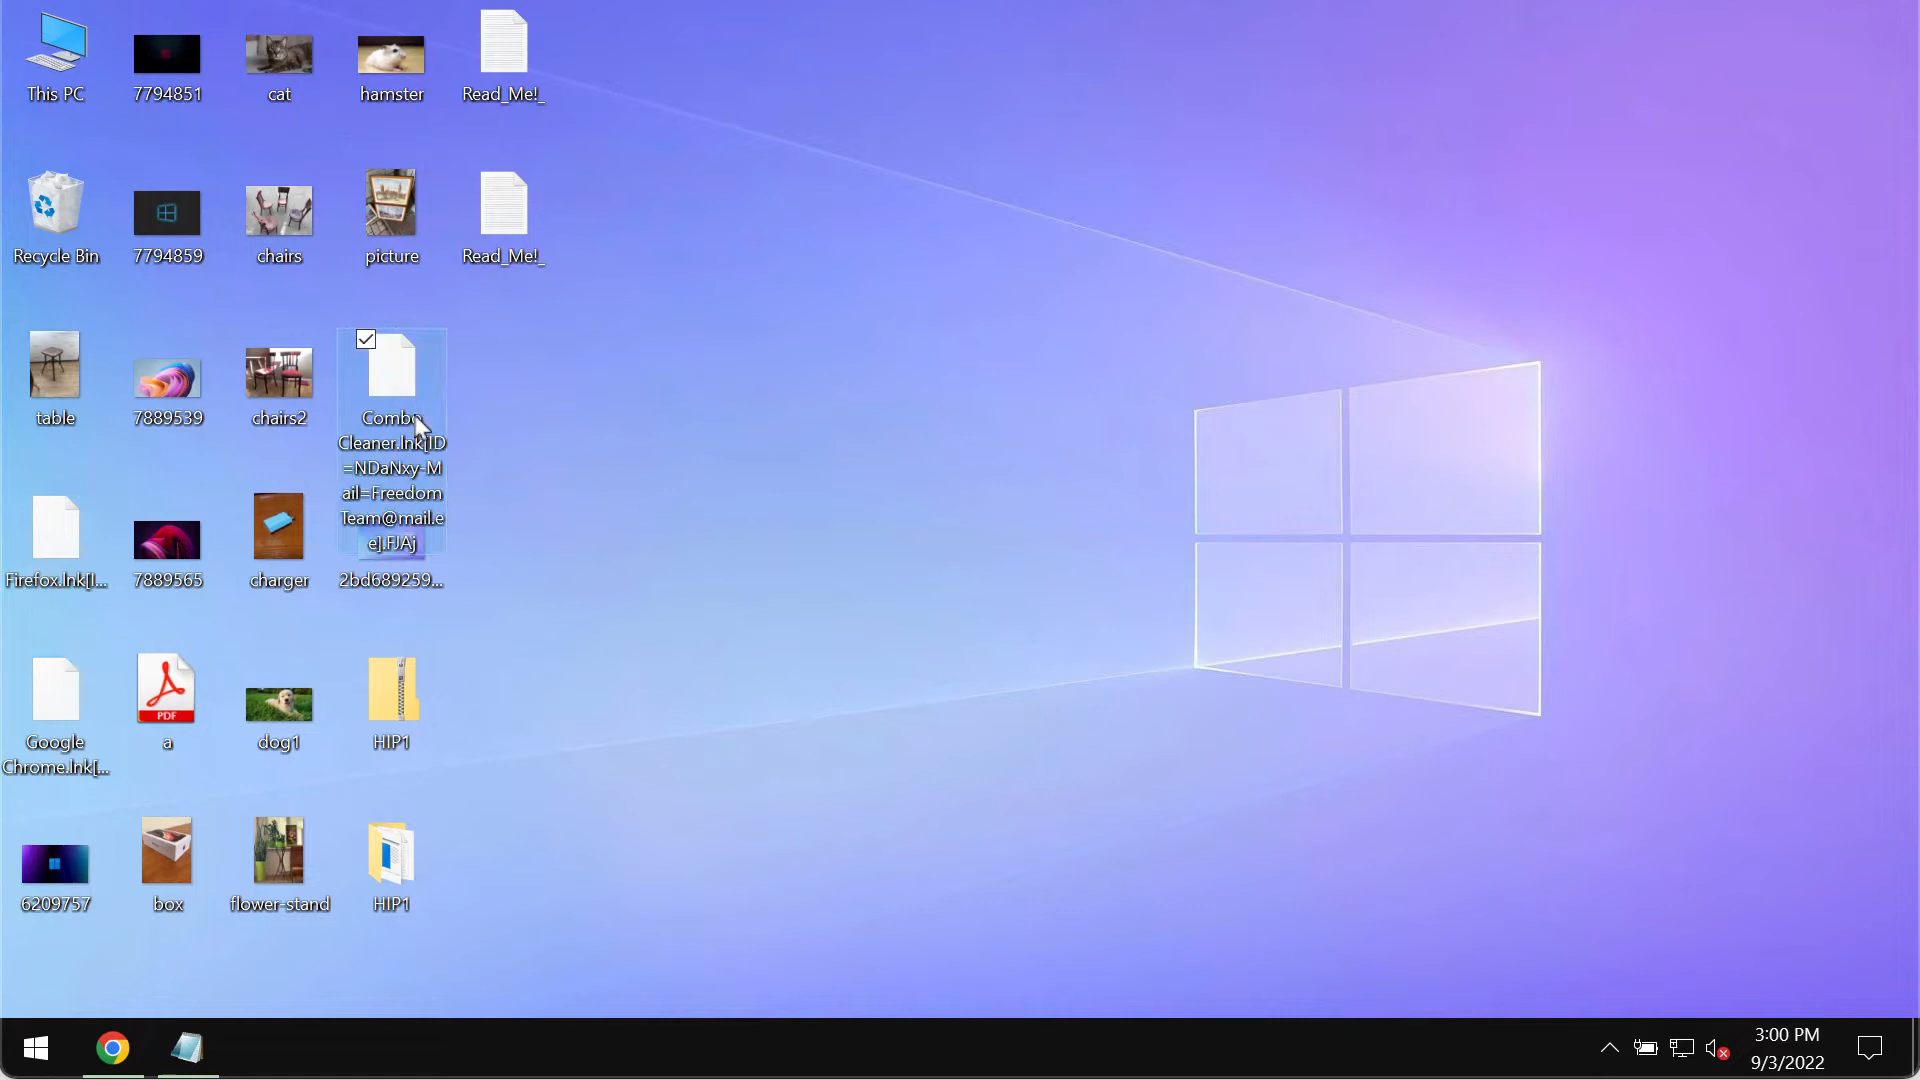 This PC
7794851
cat
hamster
Read_Me!_
Recycle Bin
7794859
chairs
picture
Read_Me!_
table
7889539
chairs2
Combo
Cleaner.lnk[ID
=NDaNxy-M
ail=Freedom
Team@mail.e
e].FJAj
Firefox.lnk[I...
7889565
charger
2bd689259...
Google
Chrome.lnk[...
a
PDF
dog1
HIP1
6209757
box
flower-stand
HIP1
3:00 PM
9/3/2022